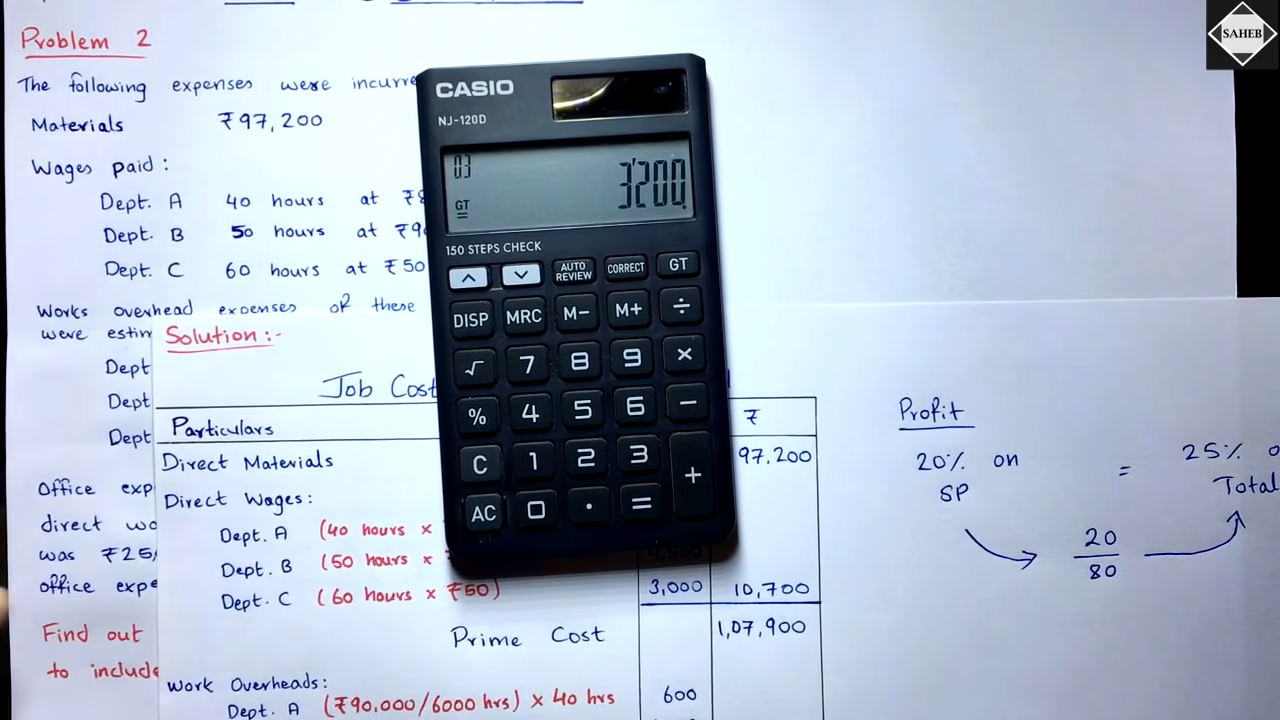 SAHEB
Problem 2
The following expenses were incurre
Materials ₹97,200
Wages paid:
Dept. A 40 hours at ₹8
Dept. B 50 hours at ₹90
Dept. C 60 hours at ₹50
Works overhead expenses of these
were estim
Dept
Dept
Dept
Office exp
direct wo
was ₹25,
office expe
Find out
to include
CASIO
NJ-120D
03
3'200.
GT
=
150 STEPS CHECK
AUTO REVIEW CORRECT GT
DISP MRC M- M+ ÷
√ 7 8 9 ×
% 4 5 6 −
C 1 2 3 +
AC 0 . =
Solution :-
Job Cost
Particulars ₹
Direct Materials 97,200
Direct Wages:
Dept. A (40 hours ×
Dept. B (50 hours × 4,500
Dept. C (60 hours × ₹50) 3,000 10,700
Prime Cost 1,07,900
Work Overheads:
Dept. A (₹90,000/6000 hrs) × 40 hrs 600
Profit
20% on SP = 25% o
Total
20
80